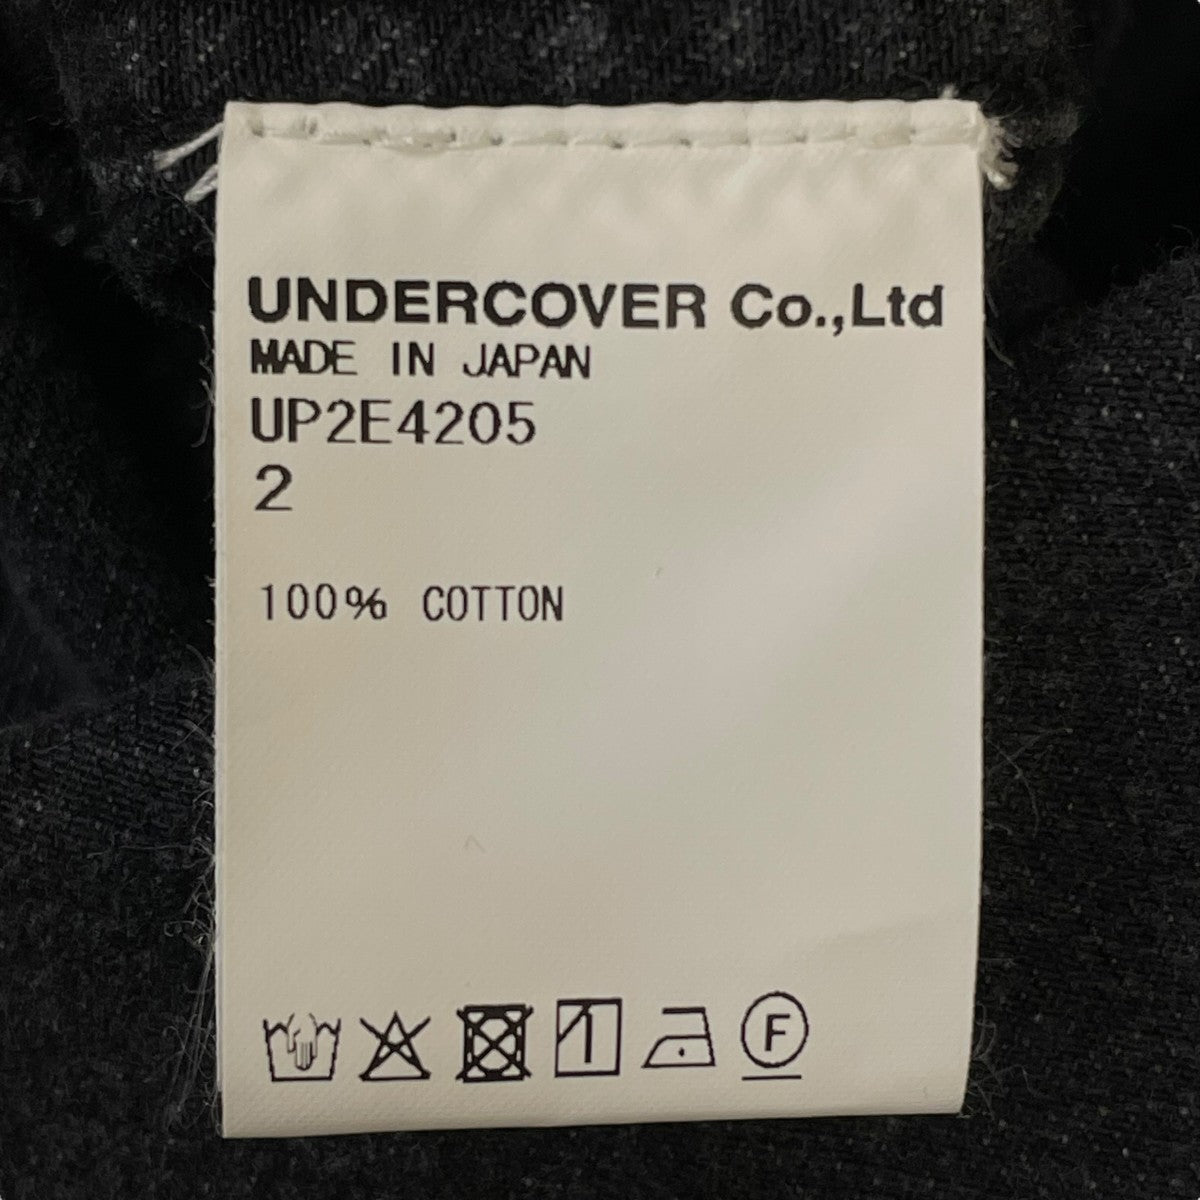 UNDERCOVER Co.,Ltd
MADE IN JAPAN
UP2E4205
2
100% COTTON
F